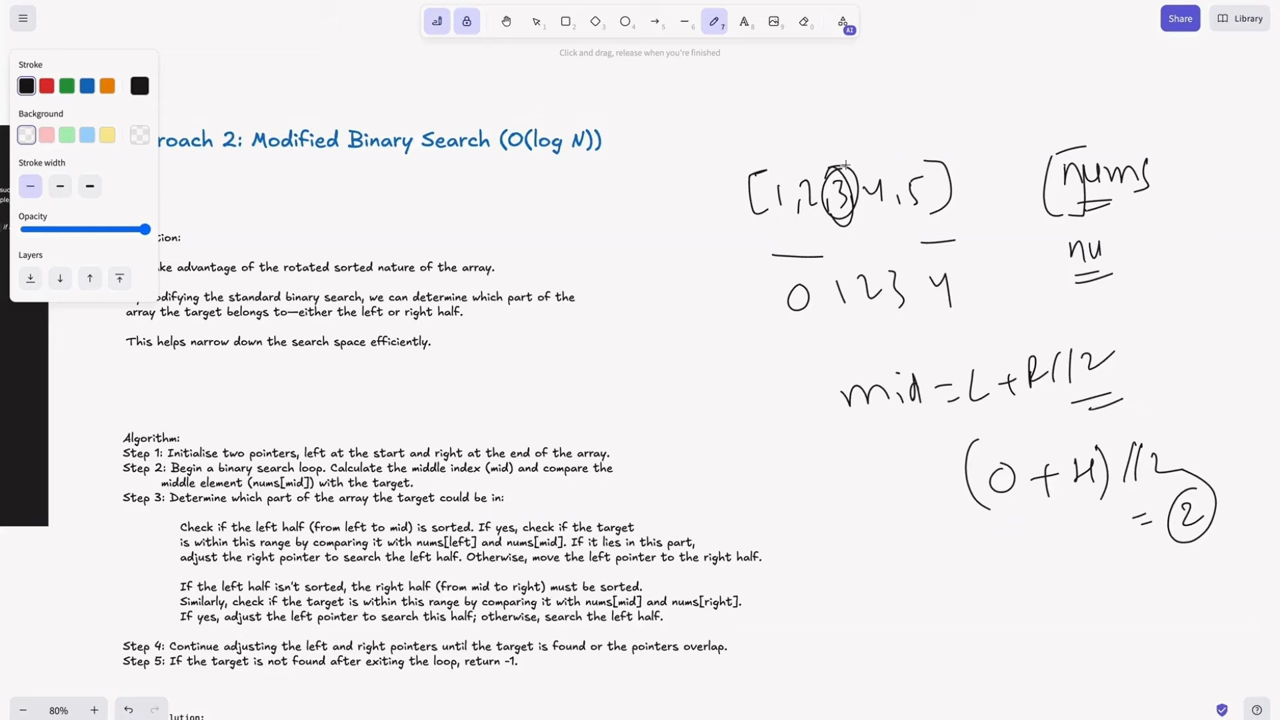 Share
Library
2
3
4
5
6
7
8
9
0
AI
Click and drag, release when you're finished
Stroke
Background
Stroke width
Opacity
Layers
roach 2: Modified Binary Search (O(log N))
tion:
ke advantage of the rotated sorted nature of the array.
odifying the standard binary search, we can determine which part of the
array the target belongs to—either the left or right half.
This helps narrow down the search space efficiently.
Algorithm:
Step 1: Initialise two pointers, left at the start and right at the end of the array.
Step 2: Begin a binary search loop. Calculate the middle index (mid) and compare the
middle element (nums[mid]) with the target.
Step 3: Determine which part of the array the target could be in:
Check if the left half (from left to mid) is sorted. If yes, check if the target
is within this range by comparing it with nums[left] and nums[mid]. If it lies in this part,
adjust the right pointer to search the left half. Otherwise, move the left pointer to the right half.
If the left half isn't sorted, the right half (from mid to right) must be sorted.
Similarly, check if the target is within this range by comparing it with nums[mid] and nums[right].
If yes, adjust the left pointer to search this half; otherwise, search the left half.
Step 4: Continue adjusting the left and right pointers until the target is found or the pointers overlap.
Step 5: If the target is not found after exiting the loop, return -1.
lution:
[1,2,3,4,5]
0 1 2 3 4
[nums
nu
mid = L + R//2
(0 + 4) // 2
= 2
80%